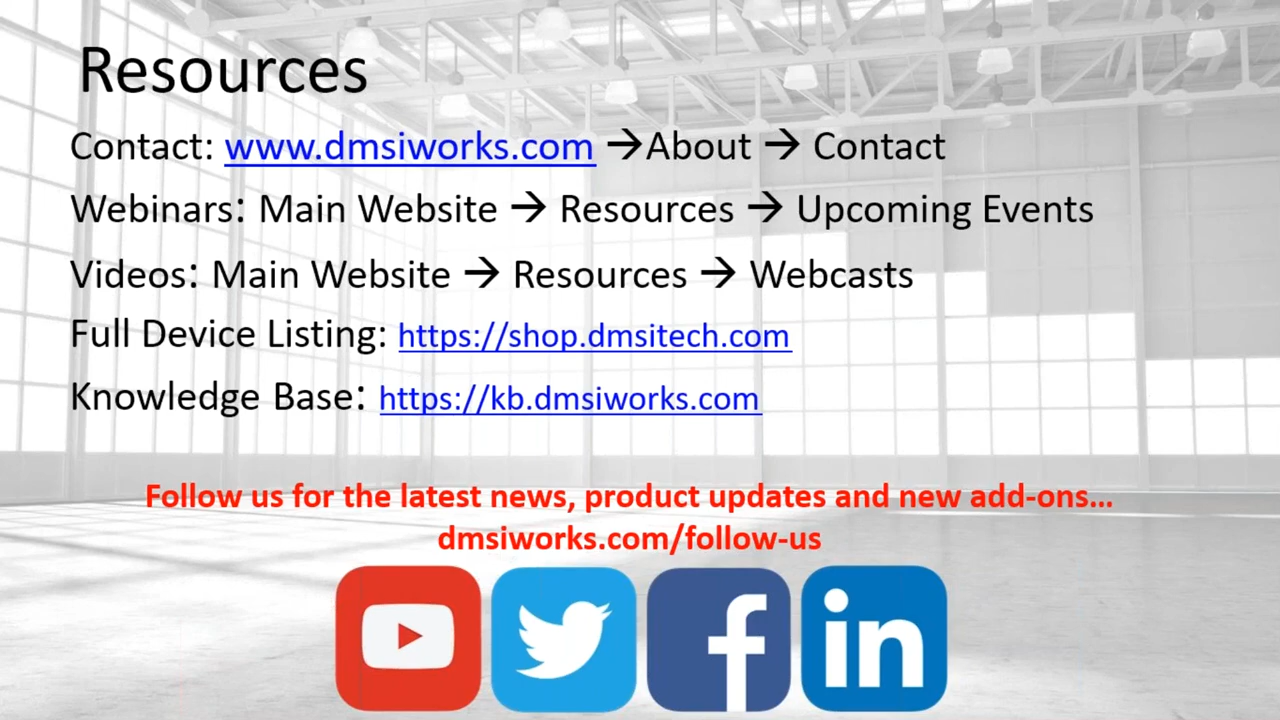 Resources
Contact: www.dmsiworks.com →About → Contact
Webinars: Main Website → Resources → Upcoming Events
Videos: Main Website → Resources → Webcasts
Full Device Listing: https://shop.dmsitech.com
Knowledge Base: https://kb.dmsiworks.com
Follow us for the latest news, product updates and new add-ons...
dmsiworks.com/follow-us
f in